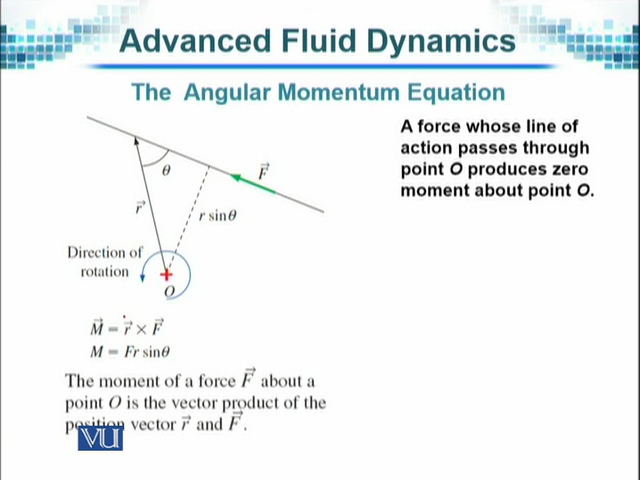 Advanced Fluid Dynamics
The Angular Momentum Equation
A force whose line of
action passes through
point O produces zero
moment about point O.
θ
F⃗
r⃗
r sinθ
Direction of
rotation
O
M⃗ = r⃗ × F⃗
M = Fr sinθ
The moment of a force F⃗ about a
point O is the vector product of the
position vector r⃗ and F⃗.
VU